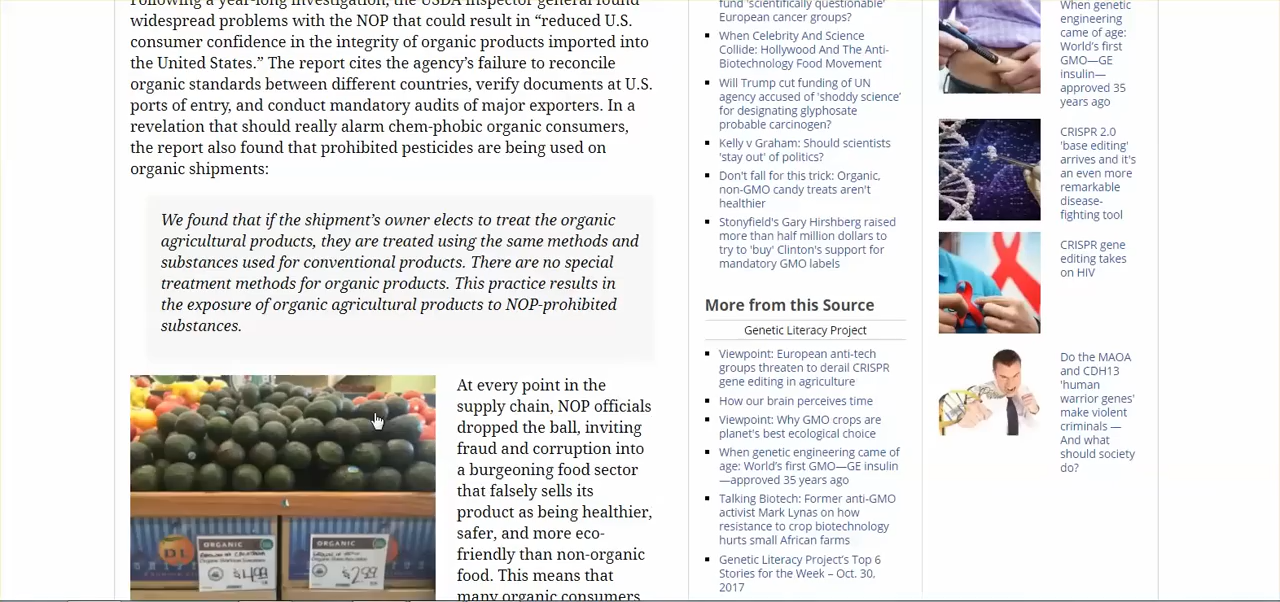 Following a year-long investigation, the USDA inspector general found
widespread problems with the NOP that could result in “reduced U.S.
consumer confidence in the integrity of organic products imported into
the United States.” The report cites the agency’s failure to reconcile
organic standards between different countries, verify documents at U.S.
ports of entry, and conduct mandatory audits of major exporters. In a
revelation that should really alarm chem-phobic organic consumers,
the report also found that prohibited pesticides are being used on
organic shipments:
We found that if the shipment’s owner elects to treat the organic
agricultural products, they are treated using the same methods and
substances used for conventional products. There are no special
treatment methods for organic products. This practice results in
the exposure of organic agricultural products to NOP-prohibited
substances.
At every point in the
supply chain, NOP officials
dropped the ball, inviting
fraud and corruption into
a burgeoning food sector
that falsely sells its
product as being healthier,
safer, and more eco-
friendly than non-organic
food. This means that
many organic consumers
ORGANIC
$4.99
ORGANIC
$2.99
fund 'scientifically questionable'
European cancer groups?
When Celebrity And Science
Collide: Hollywood And The Anti-
Biotechnology Food Movement
Will Trump cut funding of UN
agency accused of 'shoddy science'
for designating glyphosate
probable carcinogen?
Kelly v Graham: Should scientists
'stay out' of politics?
Don't fall for this trick: Organic,
non-GMO candy treats aren't
healthier
Stonyfield's Gary Hirshberg raised
more than half million dollars to
try to 'buy' Clinton's support for
mandatory GMO labels
More from this Source
Genetic Literacy Project
Viewpoint: European anti-tech
groups threaten to derail CRISPR
gene editing in agriculture
How our brain perceives time
Viewpoint: Why GMO crops are
planet's best ecological choice
When genetic engineering came of
age: World’s first GMO—GE insulin
—approved 35 years ago
Talking Biotech: Former anti-GMO
activist Mark Lynas on how
resistance to crop biotechnology
hurts small African farms
Genetic Literacy Project’s Top 6
Stories for the Week – Oct. 30,
2017
When genetic
engineering
came of age:
World’s first
GMO—GE
insulin—
approved 35
years ago
CRISPR 2.0
'base editing'
arrives and it's
an even more
remarkable
disease-
fighting tool
CRISPR gene
editing takes
on HIV
Do the MAOA
and CDH13
'human
warrior genes'
make violent
criminals —
And what
should society
do?